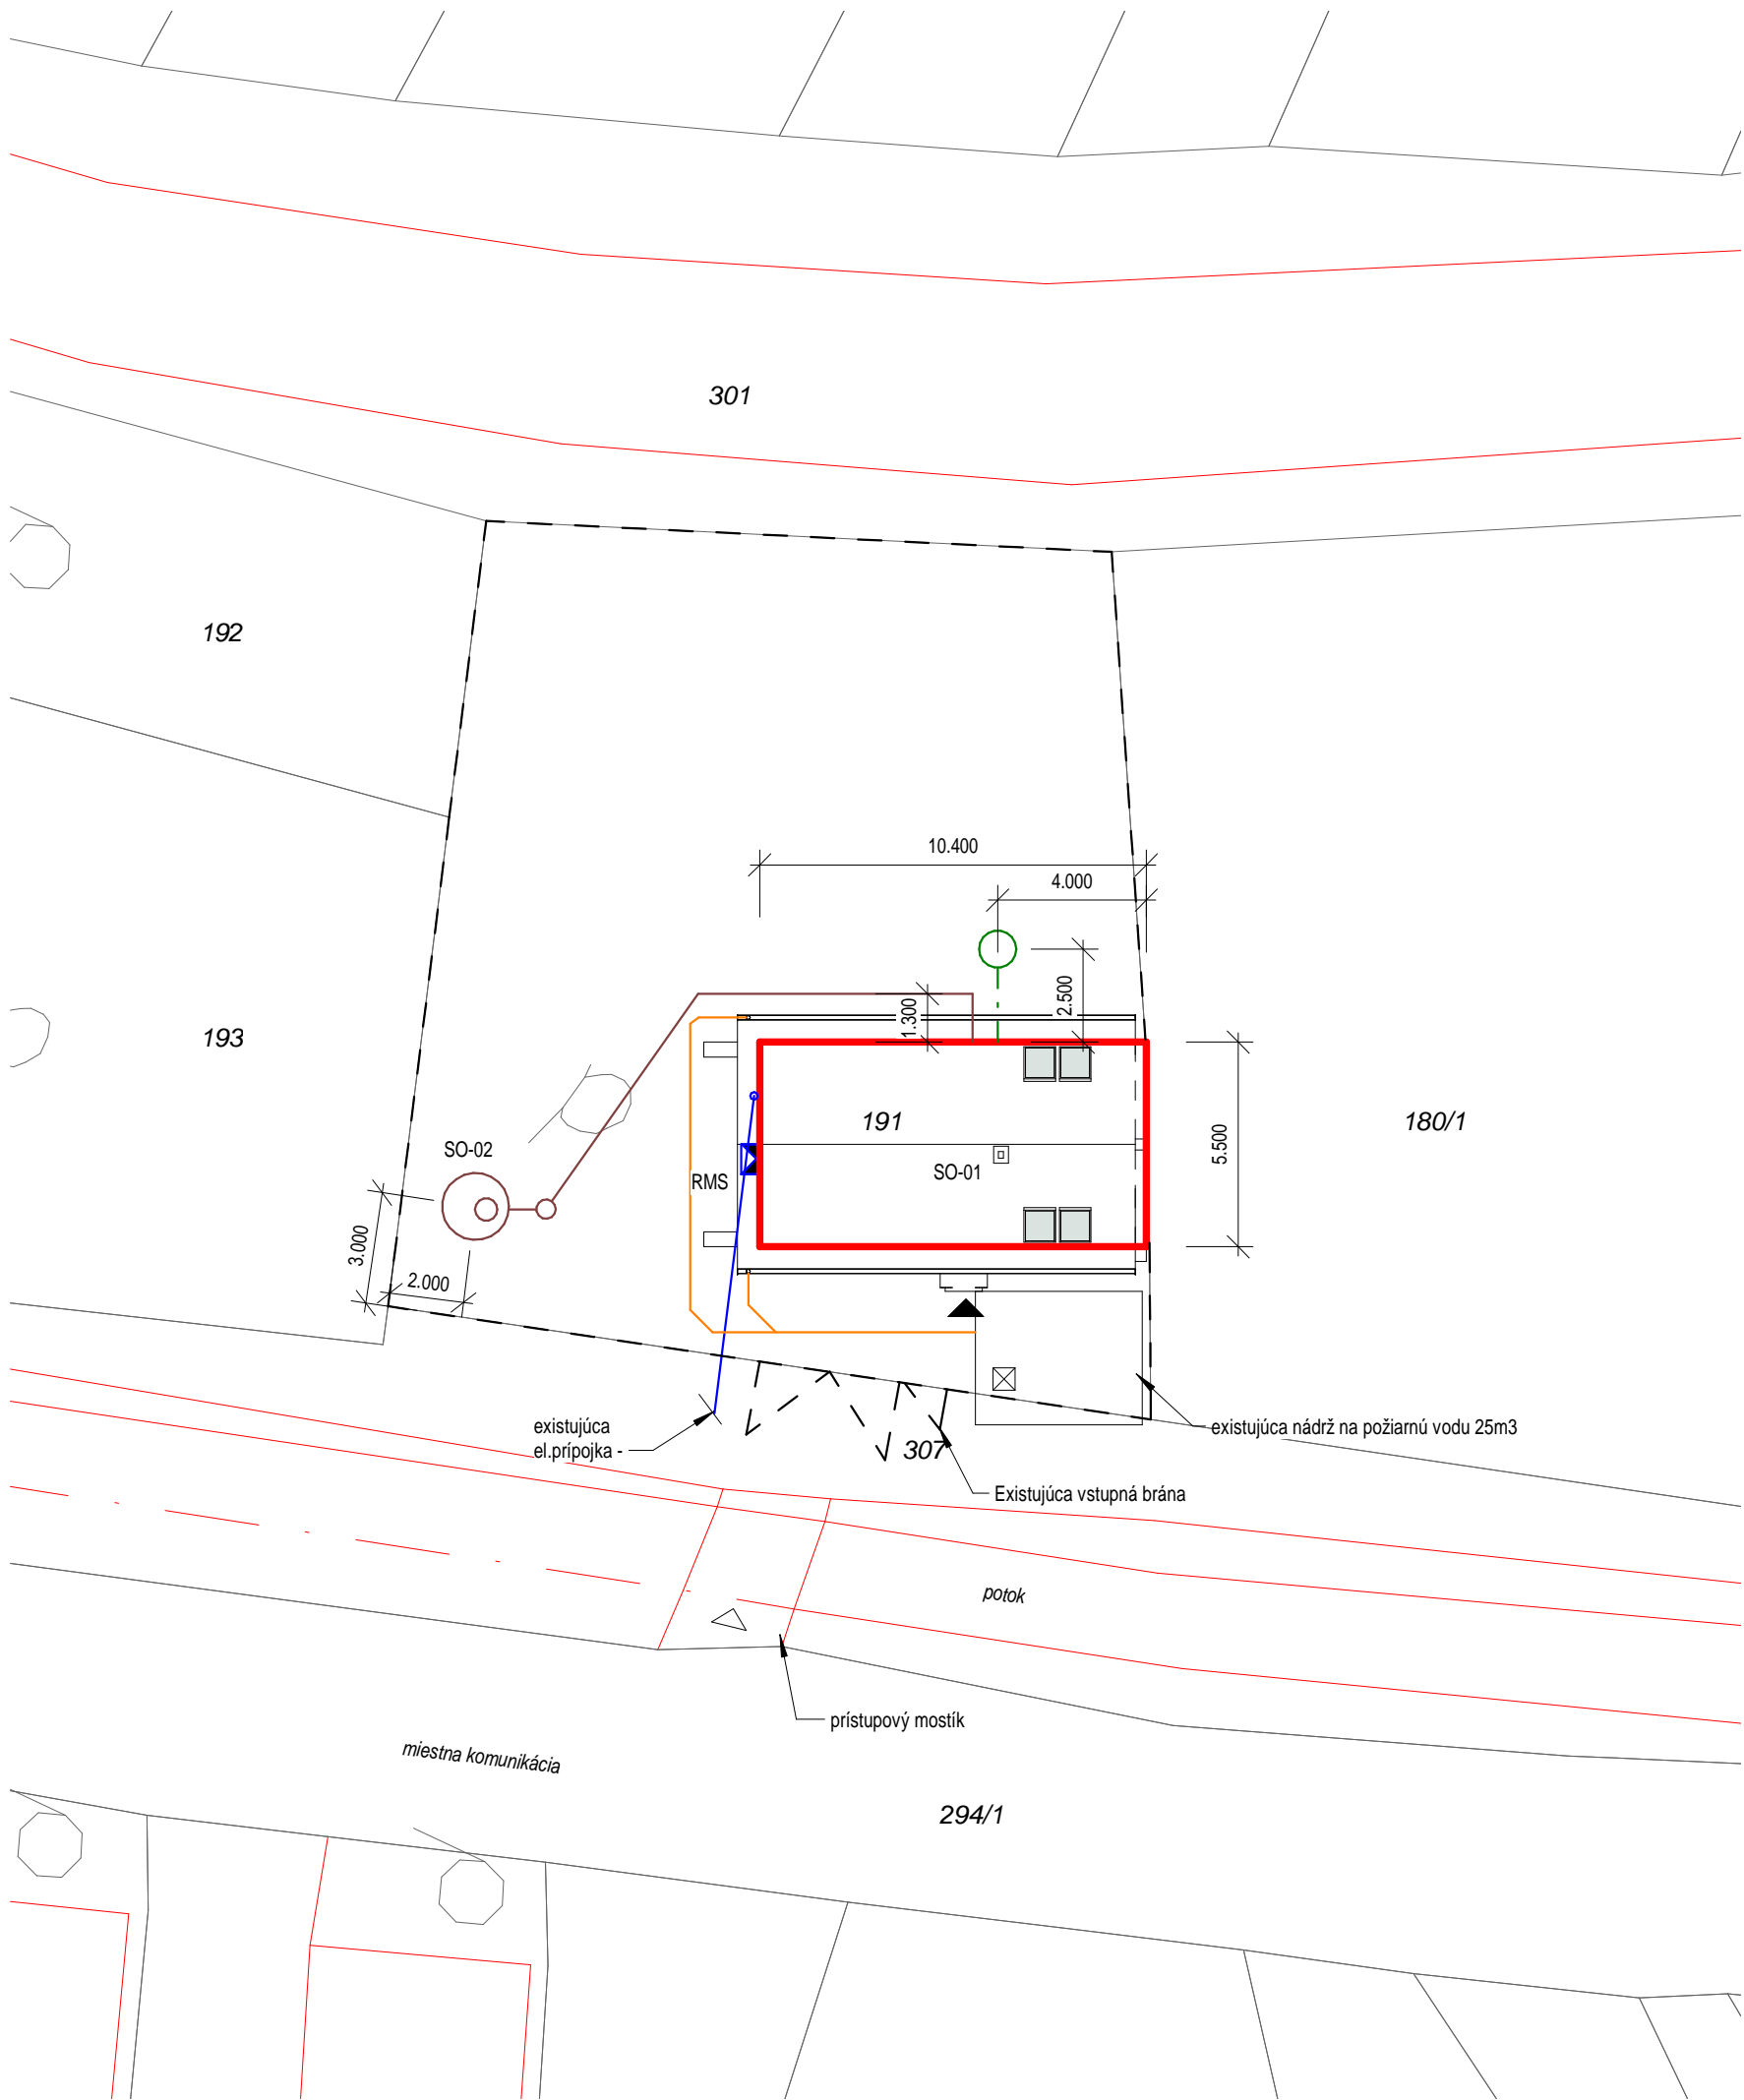 301
192
10.400
4.000
2.500
1.300
193
191
180/1
5.500
SO-02
SO-01
RMS
3.000
2.000
existujúca
el.prípojka -
307
existujúca nádrž na požiarnu vodu 25m3
Existujúca vstupná brána
potok
prístupový mostík
miestna komunikácia
294/1